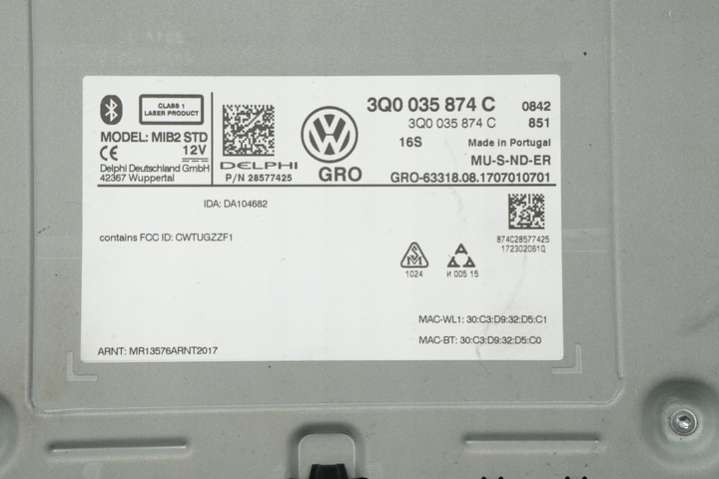 CLASS 1
LASER PRODUCT
MODEL: MIB2 STD
CE 12V
Delphi Deutschland GmbH
42367 Wuppertal
DELPHI
P/N 28577425
GRO
3Q0 035 874 C 0842
3Q0 035 874 C 851
16S Made in Portugal
MU-S-ND-ER
GRO-63318.08.1707010701
IDA: DA104682
contains FCC ID: CWTUGZZF1
874C28577425
1723020610
1024
И 005 15
MAC-WL1: 30:C3:D9:32:D5:C1
MAC-BT: 30:C3:D9:32:D5:C0
ARNT: MR13576ARNT2017